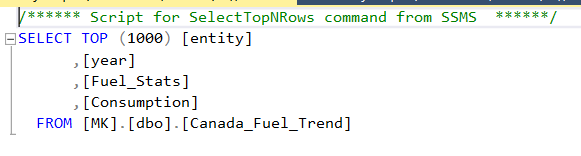 /****** Script for SelectTopNRows command from SSMS  ******/
SELECT TOP (1000) [entity]
      ,[year]
      ,[Fuel_Stats]
      ,[Consumption]
  FROM [MK].[dbo].[Canada_Fuel_Trend]